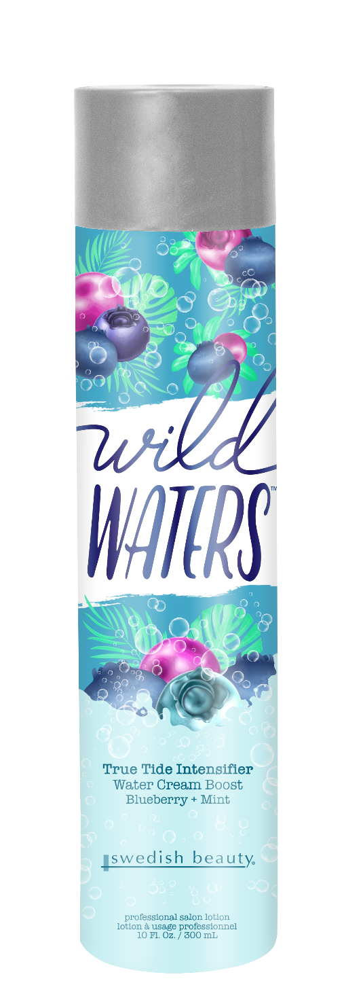 wild
WATERS™
True Tide Intensifier
Water Cream Boost
Blueberry + Mint
swedish beauty®
professional salon lotion
lotion à usage professionnel
10 Fl. Oz. / 300 mL